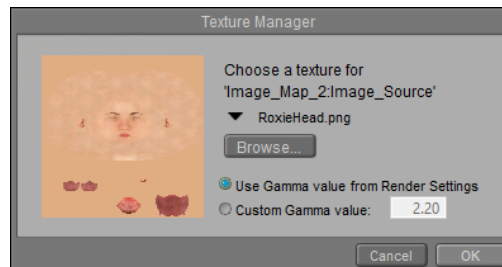 Texture Manager
Choose a texture for
'Image_Map_2:Image_Source'
RoxieHead.png
Browse...
Use Gamma value from Render Settings
Custom Gamma value: 2.20
Cancel OK